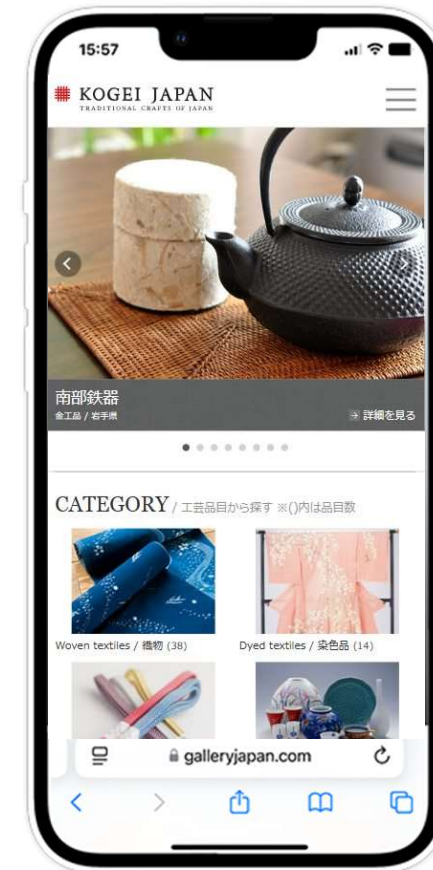 15:57
KOGEI JAPAN
TRADITIONAL CRAFTS OF JAPAN
南部鉄器
金工品 / 岩手県
詳細を見る
CATEGORY / 工芸品目から探す ※()内は品目数
Woven textiles / 織物 (38)
Dyed textiles / 染色品 (14)
galleryjapan.com